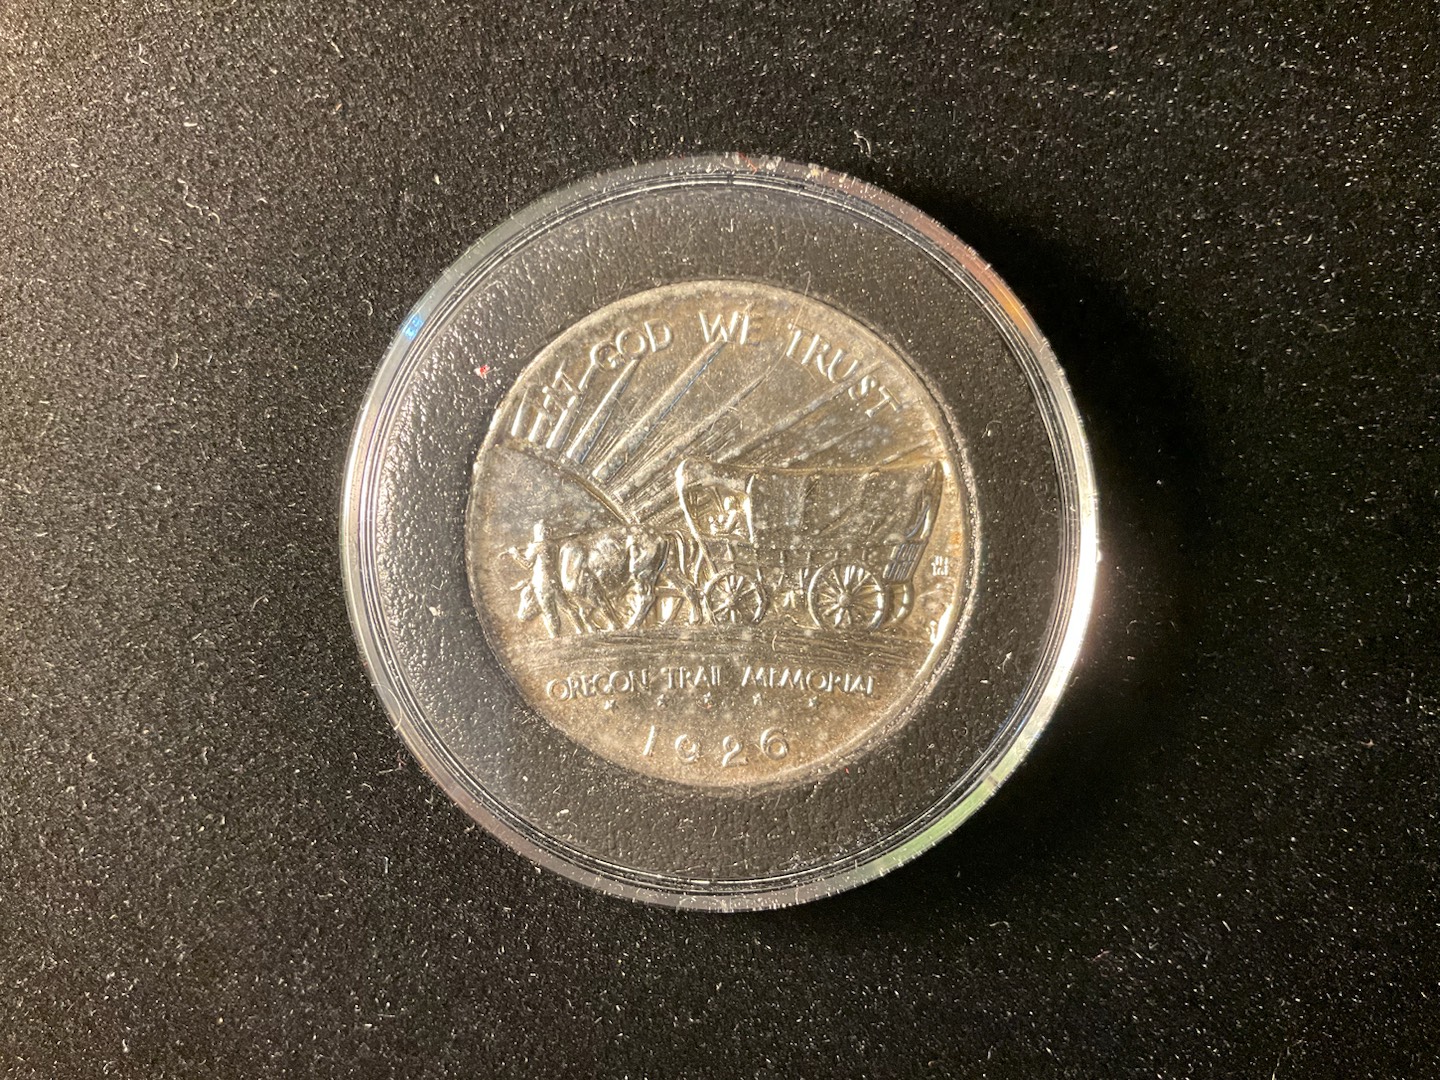 IN GOD WE TRUST
OREGON TRAIL MEMORIAL
1926